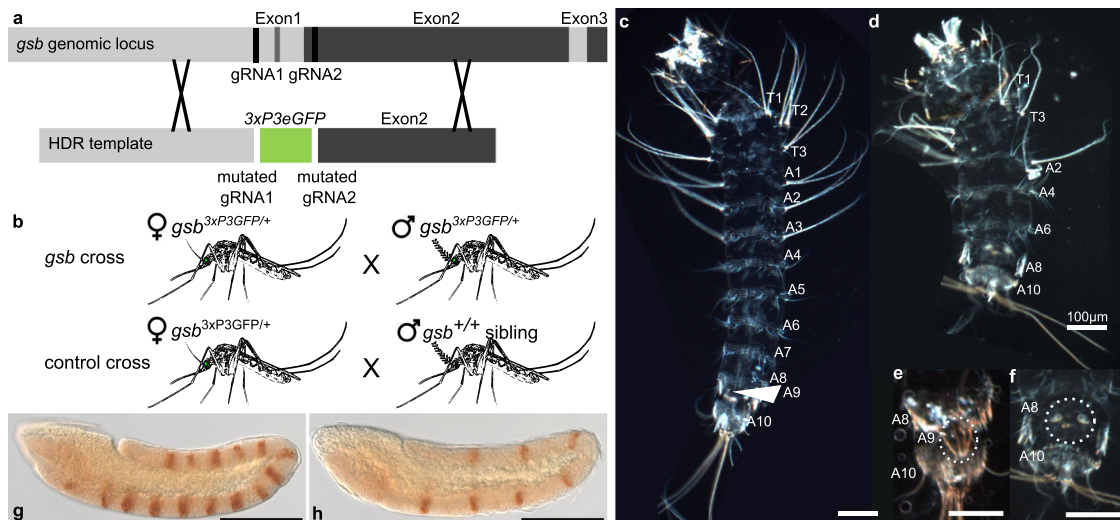 a
Exon1 Exon2 Exon3
gsb genomic locus
gRNA1 gRNA2
3xP3eGFP
Exon2
HDR template
mutated gRNA1
mutated gRNA2
b
♀ gsb3xP3GFP/+
♂ gsb3xP3GFP/+
gsb cross
X
♀ gsb3xP3GFP/+
♂ gsb+/+ sibling
control cross
X
g
h
c
T1
T2
T3
A1
A2
A3
A4
A5
A6
A7
A8
A9
A10
d
T1
T3
A2
A4
A6
A8
A10
100µm
e
A8
A9
A10
f
A8
A10